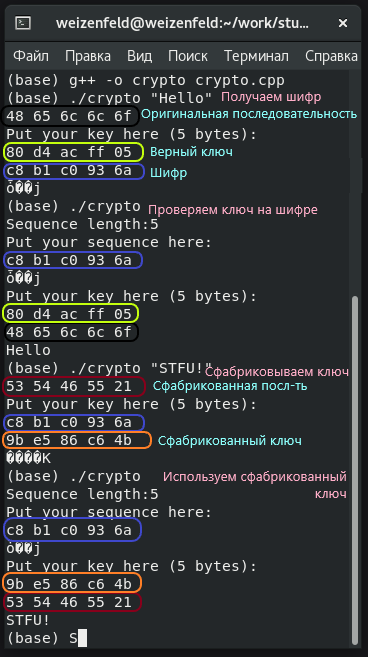 weizenfeld@weizenfeld:~/work/stu...
Файл Правка Вид Поиск Терминал Справка
(base) g++ -o crypto crypto.cpp
(base) ./crypto "Hello" Получаем шифр
48 65 6c 6c 6f Оригинальная последовательность
Put your key here (5 bytes):
80 d4 ac ff 05 Верный ключ
c8 b1 c0 93 6a Шифр
ȱ��j
(base) ./crypto Проверяем ключ на шифре
Sequence length:5
Put your sequence here:
c8 b1 c0 93 6a
ȱ��j
Put your key here (5 bytes):
80 d4 ac ff 05
48 65 6c 6c 6f
Hello
(base) ./crypto "STFU!" Сфабриковываем ключ
53 54 46 55 21 Сфабрикованная посл-ть
Put your key here (5 bytes):
c8 b1 c0 93 6a
9b e5 86 c6 4b Сфабрикованный ключ
����K
(base) ./crypto Используем сфабрикованный
Sequence length:5 ключ
Put your sequence here:
c8 b1 c0 93 6a
ȱ��j
Put your key here (5 bytes):
9b e5 86 c6 4b
53 54 46 55 21
STFU!
(base) S